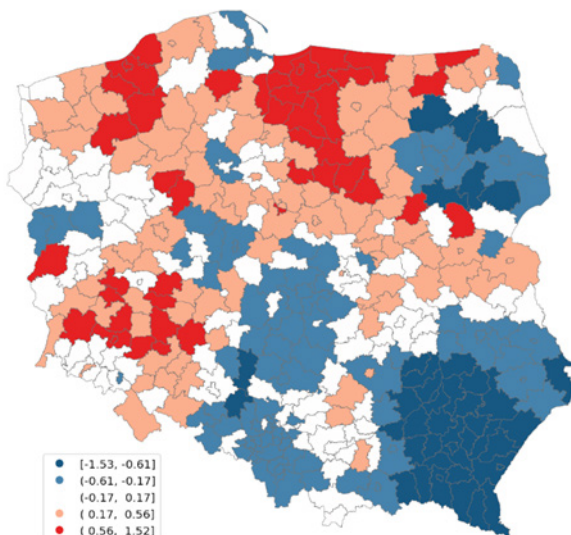 [-1.53, -0.61]
(-0.61, -0.17]
(-0.17, 0.17]
( 0.17, 0.56]
( 0.56, 1.52]